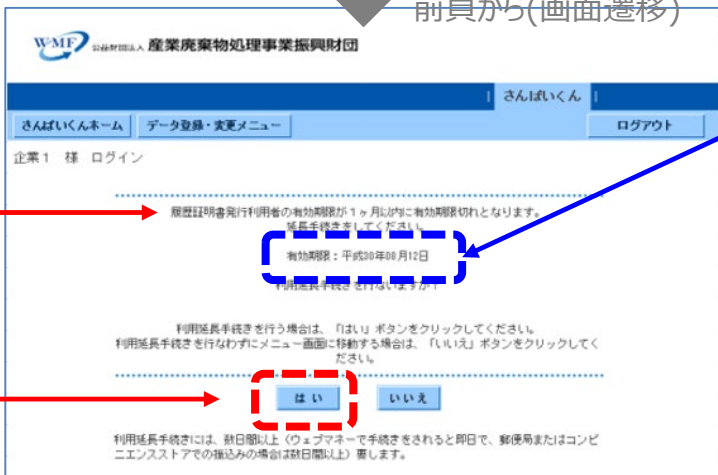 前頁から(画面遷移)
WMF 公益財団法人 産業廃棄物処理事業振興財団
| さんぱいくん |
さんぱいくんホーム データ登録・変更メニュー ログアウト
企業1 様 ログイン
履歴証明書発行利用者の有効期限が1ヶ月以内に有効期限切れとなります。
延長手続きをしてください。
有効期限：平成30年08月12日
利用延長手続きを行ないますか？
利用延長手続きを行う場合は、「はい」ボタンをクリックしてください。
利用延長手続きを行なわずにメニュー画面に移動する場合は、「いいえ」ボタンをクリックしてく
ださい。
はい いいえ
利用延長手続きには、数日間以上（ウェブマネーで手続きをされると即日で、郵便局またはコンビ
ニエンスストアでの振込みの場合は数日間以上）要します。